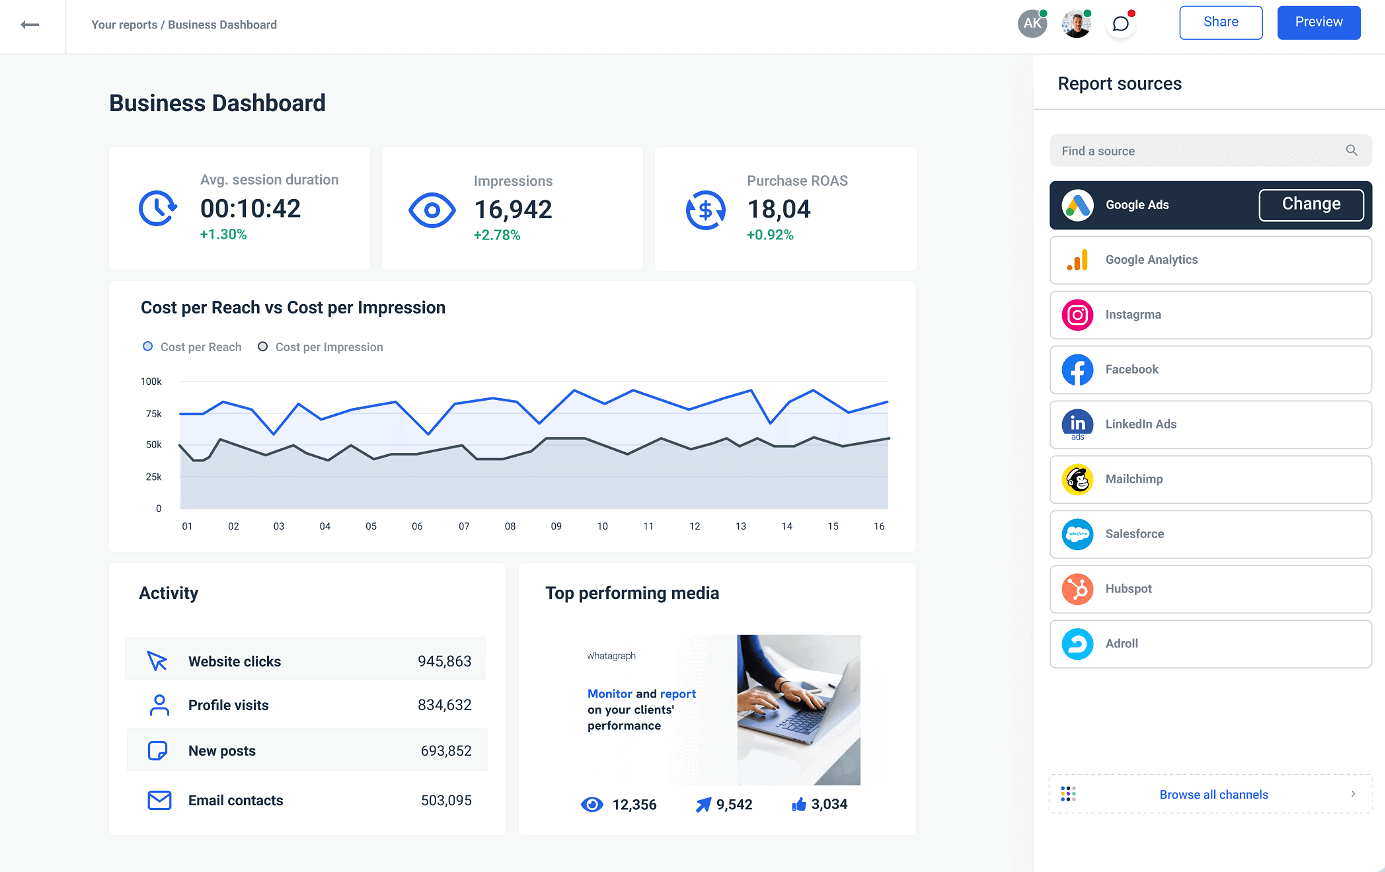 Your reports / Business Dashboard
AK
Share
Preview
Business Dashboard
Avg. session duration
00:10:42
+1.30%
Impressions
16,942
+2.78%
Purchase ROAS
18,04
+0.92%
Cost per Reach vs Cost per Impression
Cost per Reach
Cost per Impression
100k
75k
50k
25k
0
01 02 03 04 05 06 07 08 09 10 11 12 13 14 15 16
Activity
Website clicks 945,863
Profile visits 834,632
New posts 693,852
Email contacts 503,095
Top performing media
whatagraph
Monitor and report
on your clients'
performance
12,356 9,542 3,034
Report sources
Find a source
Google Ads
Change
Google Analytics
Instagrma
Facebook
in
ads
LinkedIn Ads
Mailchimp
salesforce
Salesforce
Hubspot
Adroll
Browse all channels